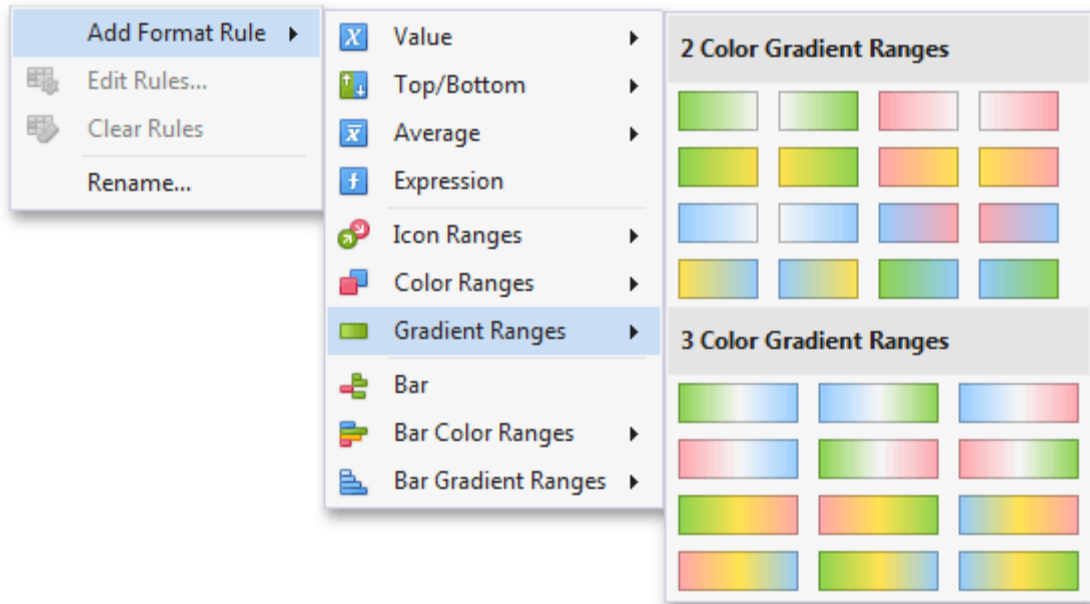 Add Format Rule
Edit Rules...
Clear Rules
Rename...
Value
Top/Bottom
Average
Expression
Icon Ranges
Color Ranges
Gradient Ranges
Bar
Bar Color Ranges
Bar Gradient Ranges
2 Color Gradient Ranges
3 Color Gradient Ranges